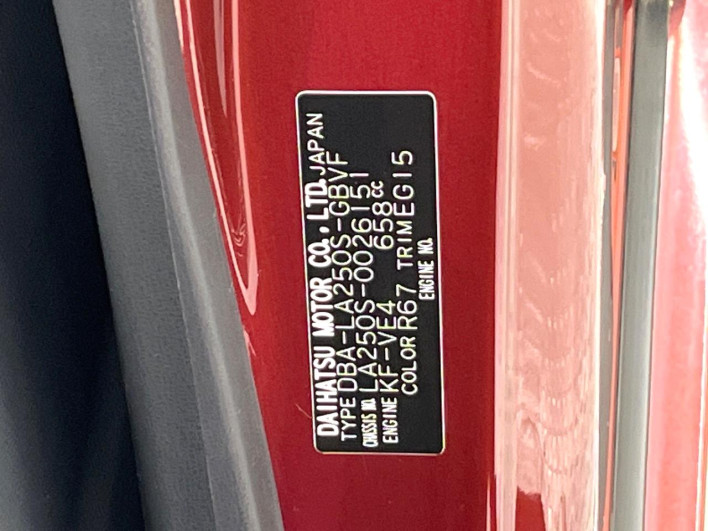 DAIHATSU MOTOR CO., LTD. JAPAN
TYPE DBA-LA250S-GBVF
CHASSIS NO. LA250S-0026151
ENGINE KF-VE4 658cc
COLOR R67 TRIM EG15
ENGINE NO.